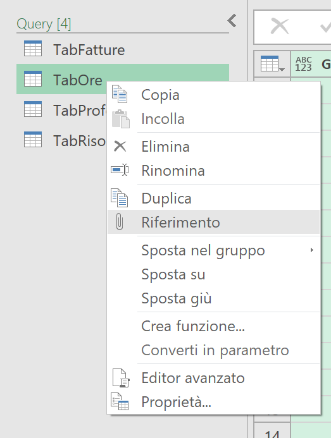 Query [4]
TabFatture
TabOre
TabProf
TabRiso
Copia
Incolla
Elimina
Rinomina
Duplica
Riferimento
Sposta nel gruppo
Sposta su
Sposta giù
Crea funzione...
Converti in parametro
Editor avanzato
Proprietà...
ABC
123
G
14